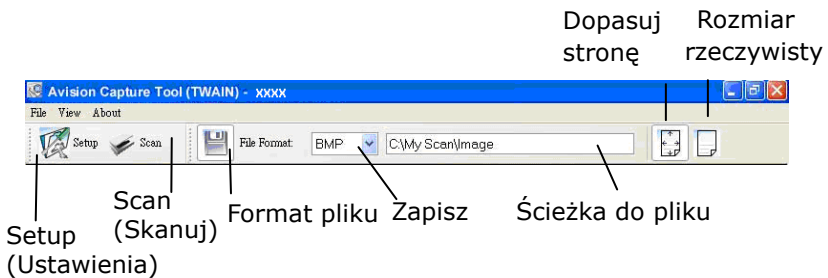 Dopasuj stronę
Rozmiar rzeczywisty
Avision Capture Tool (TWAIN) - xxxx
File View About
Setup Scan File Format: BMP C:\My Scan\Image
Scan (Skanuj)
Format pliku
Zapisz
Ścieżka do pliku
Setup (Ustawienia)